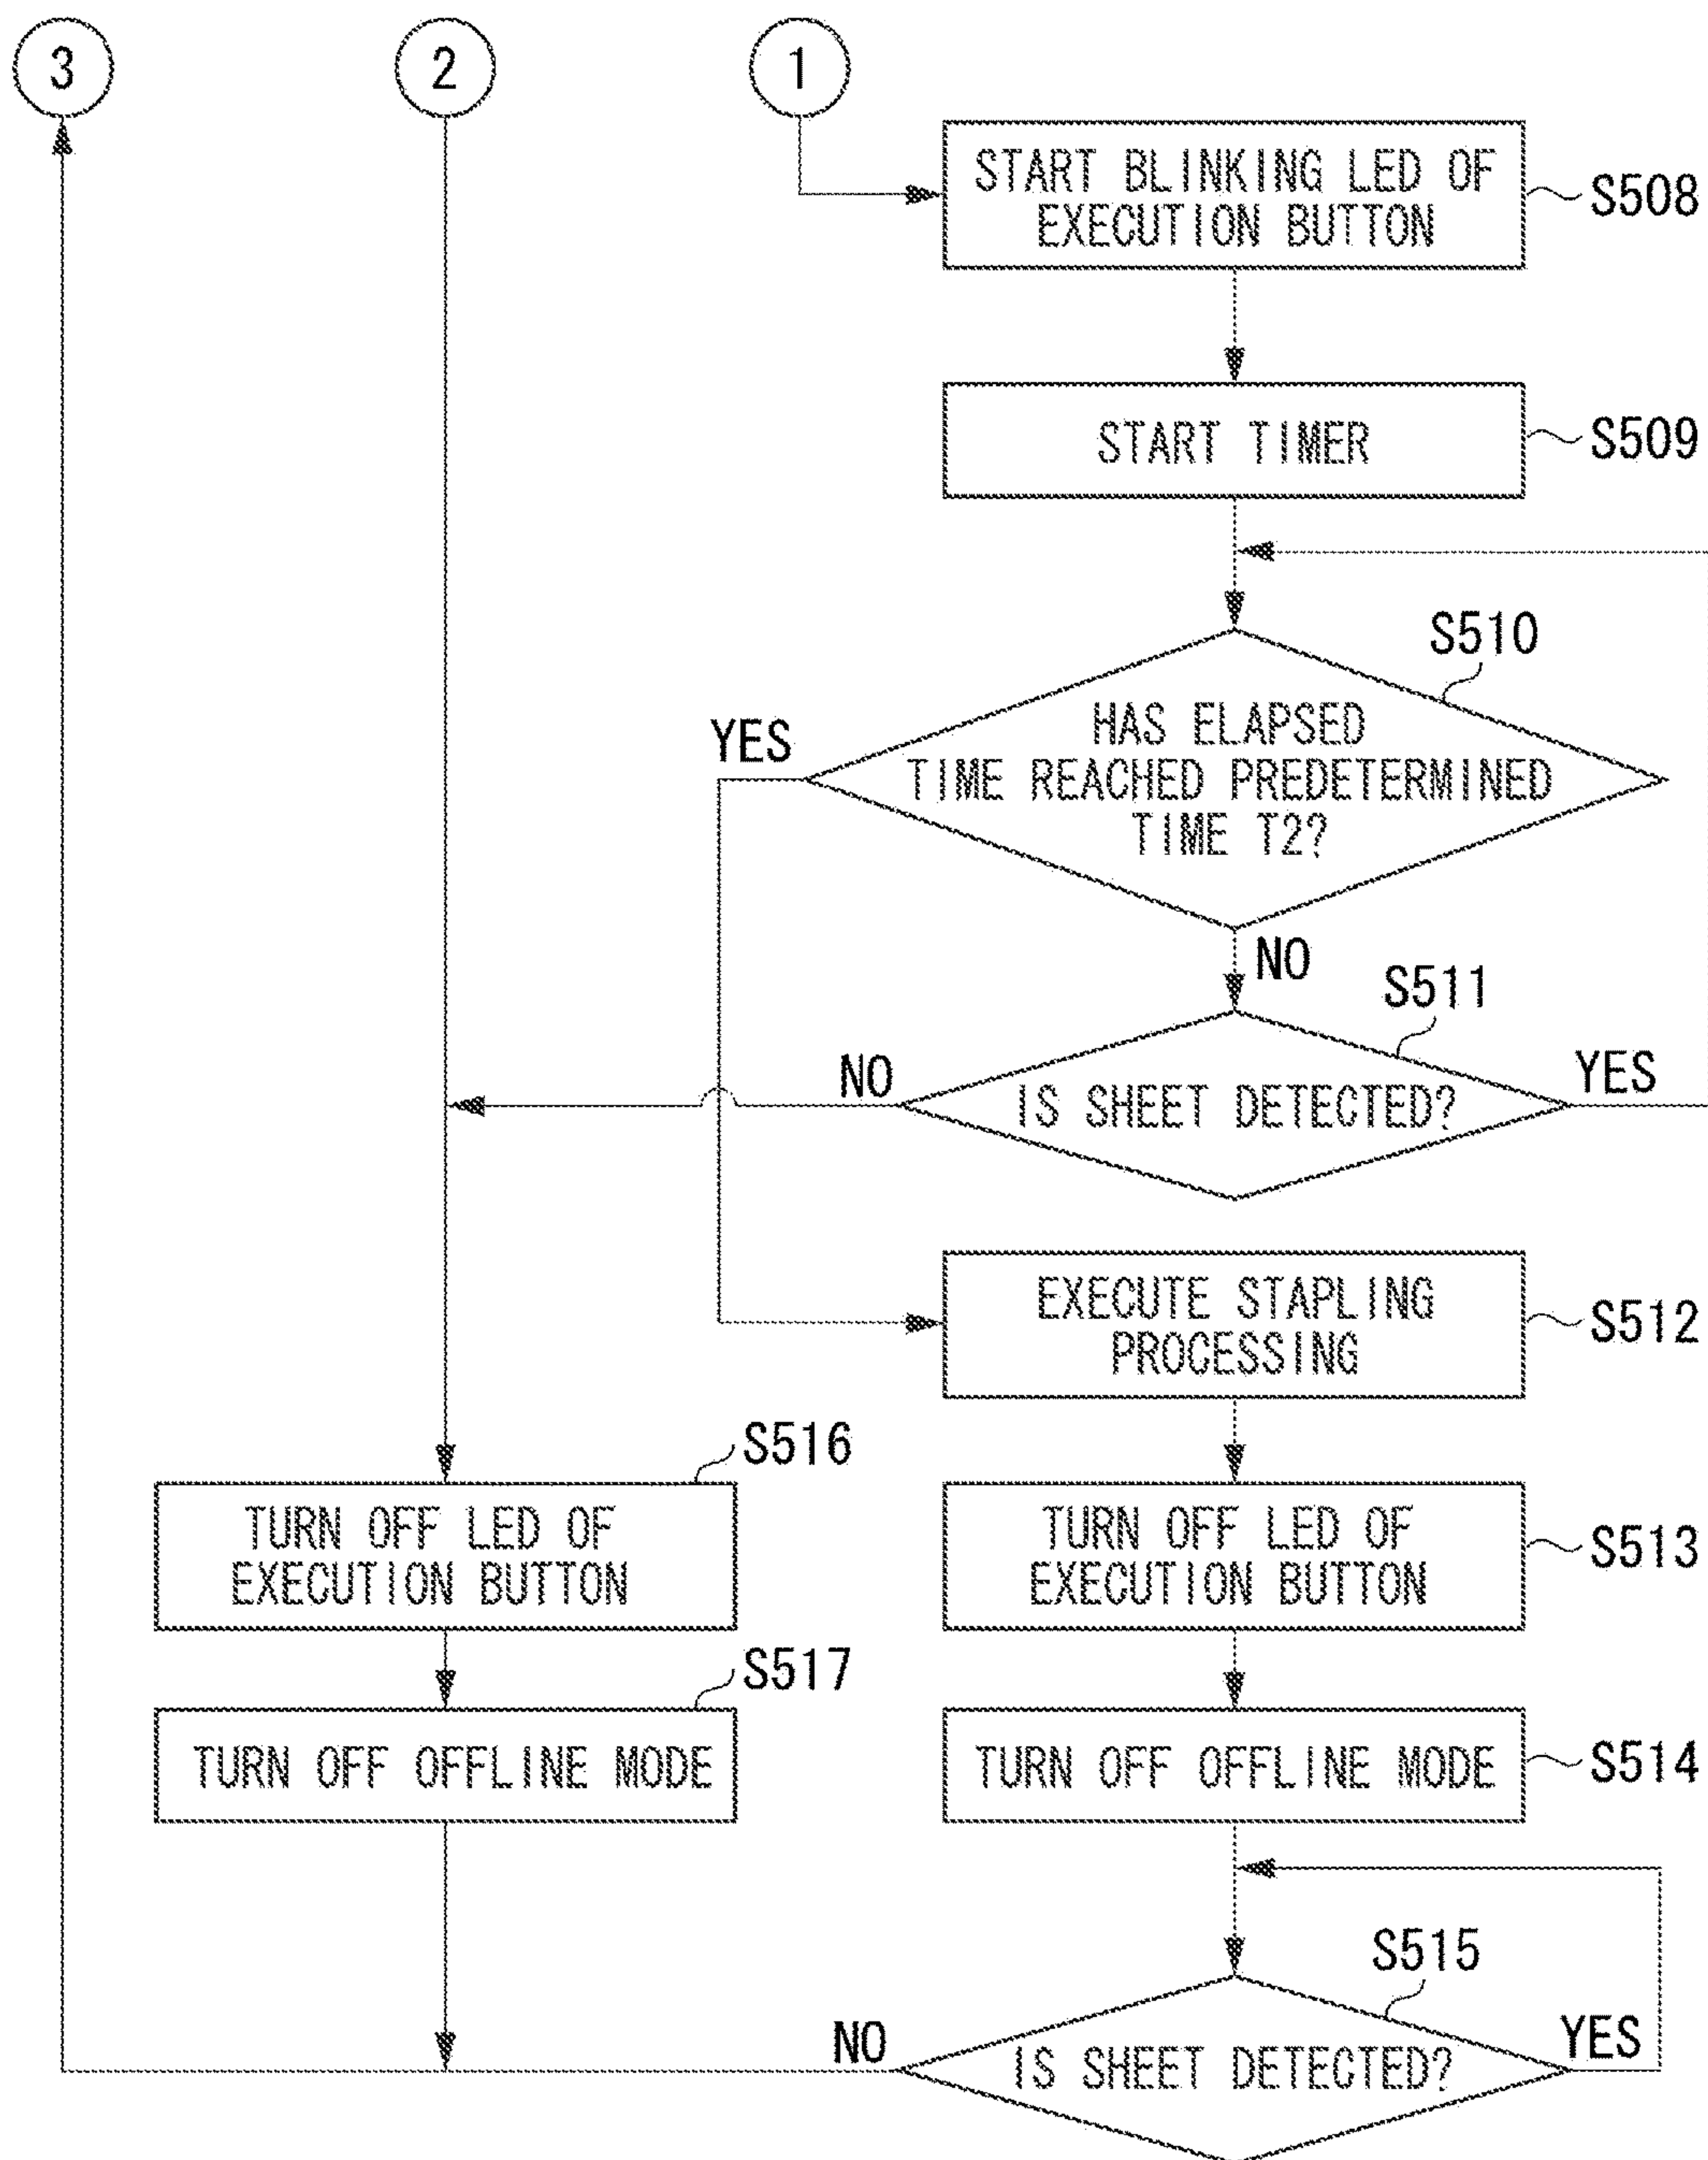 3
2
1
START BLINKING LED OF
EXECUTION BUTTON
S508
START TIMER
S509
S510
HAS ELAPSED
TIME REACHED PREDETERMINED
TIME T2?
YES
NO
S511
IS SHEET DETECTED?
NO
YES
EXECUTE STAPLING
PROCESSING
S512
S516
TURN OFF LED OF
EXECUTION BUTTON
TURN OFF LED OF
EXECUTION BUTTON
S513
S517
TURN OFF OFFLINE MODE
TURN OFF OFFLINE MODE
S514
S515
NO
IS SHEET DETECTED?
YES